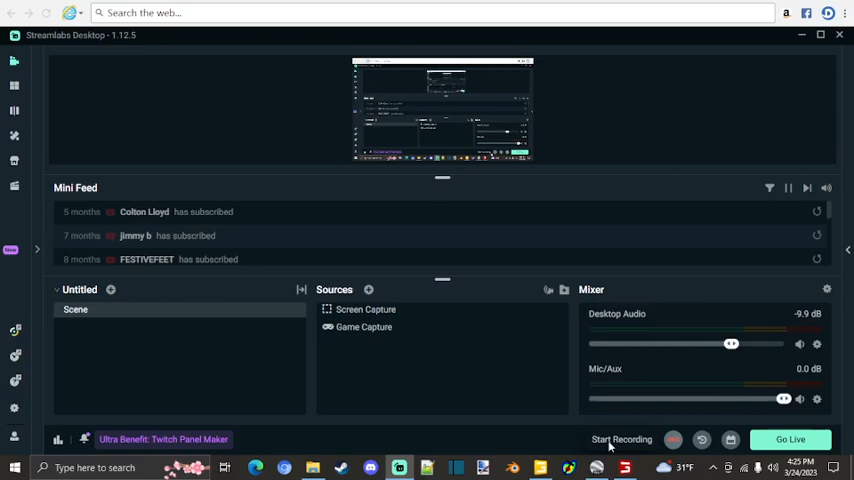 Search the web...
a
Streamlabs Desktop - 1.12.5
Mini Feed
5 months Colton Lloyd has subscribed
7 months jimmy b has subscribed
8 months FESTIVEFEET has subscribed
New
Untitled
Scene
Sources
Screen Capture
Game Capture
Mixer
Desktop Audio -9.9 dB
Mic/Aux 0.0 dB
Ultra Benefit: Twitch Panel Maker
Start Recording
REC
Go Live
Type here to search
31°F
4:25 PM
3/24/2023